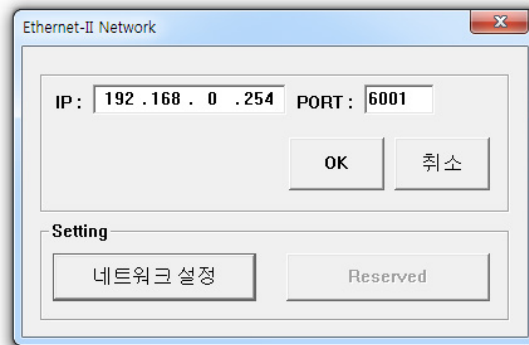 Ethernet-II Network
IP : 192 .168 . 0 .254 PORT : 6001
OK 취소
Setting
네트워크 설정 Reserved